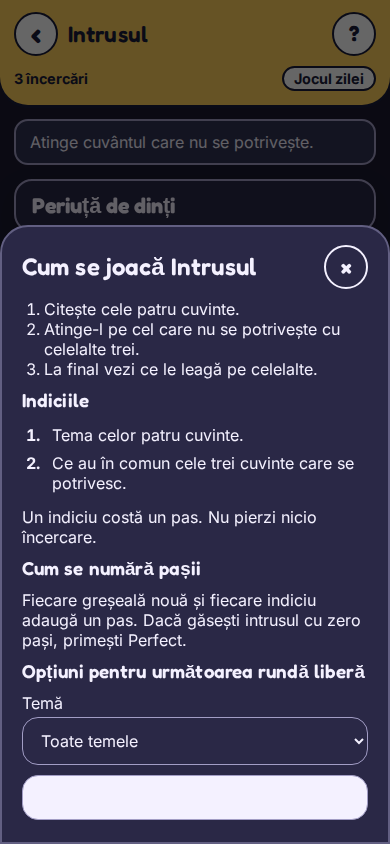 Intrusul
?
3 încercări
Jocul zilei
Atinge cuvântul care nu se potrivește.
Periuță de dinți
Cum se joacă Intrusul
×
1. Citește cele patru cuvinte.
2. Atinge-l pe cel care nu se potrivește cu
celelalte trei.
3. La final vezi ce le leagă pe celelalte.
Indiciile
1. Tema celor patru cuvinte.
2. Ce au în comun cele trei cuvinte care se
potrivesc.
Un indiciu costă un pas. Nu pierzi nicio
încercare.
Cum se numără pașii
Fiecare greșeală nouă și fiecare indiciu
adaugă un pas. Dacă găsești intrusul cu zero
pași, primești Perfect.
Opțiuni pentru următoarea rundă liberă
Temă
Toate temele